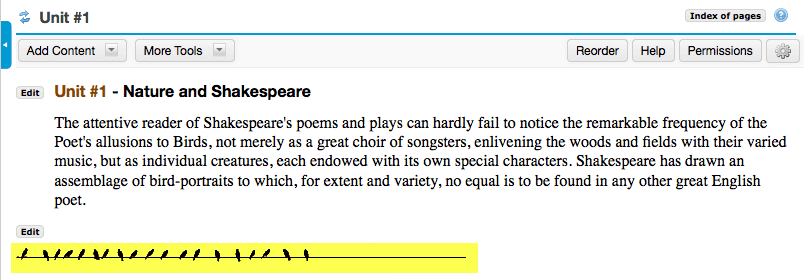 Unit #1
Index of pages
Add Content
More Tools
Reorder
Help
Permissions
Edit
Unit #1 - Nature and Shakespeare
The attentive reader of Shakespeare's poems and plays can hardly fail to notice the remarkable frequency of the
Poet's allusions to Birds, not merely as a great choir of songsters, enlivening the woods and fields with their varied
music, but as individual creatures, each endowed with its own special characters. Shakespeare has drawn an
assemblage of bird-portraits to which, for extent and variety, no equal is to be found in any other great English
poet.
Edit